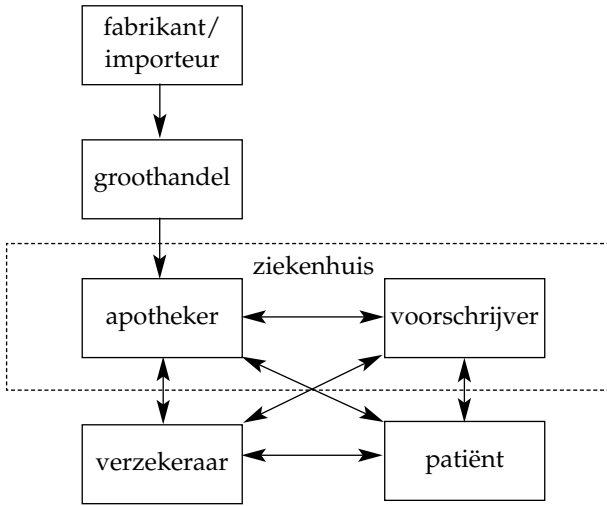 fabrikant/
importeur
groothandel
ziekenhuis
apotheker
voorschrijver
verzekeraar
patiënt